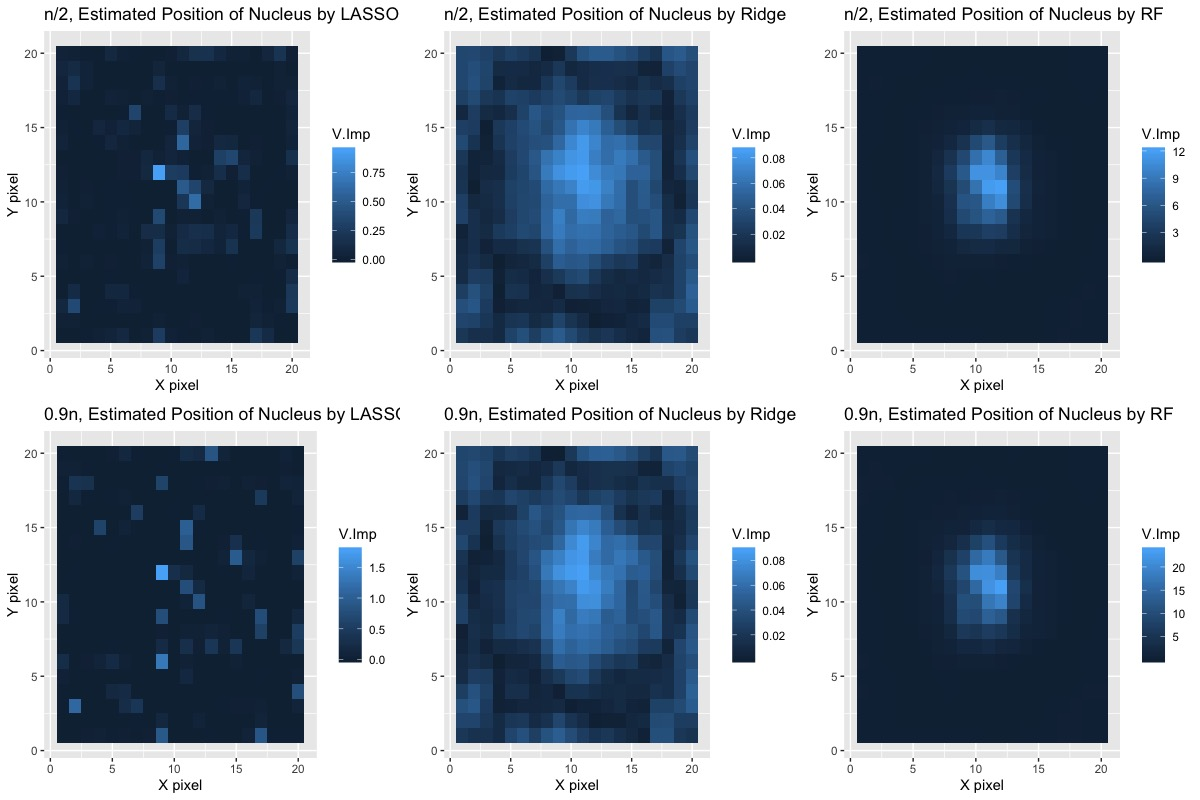 n/2, Estimated Position of Nucleus by LASSO
V.Imp
0.75
0.50
0.25
0.00
Y pixel
20
15
10
5
0
0 5 10 15 20
X pixel
n/2, Estimated Position of Nucleus by Ridge
V.Imp
0.08
0.06
0.04
0.02
Y pixel
20
15
10
5
0
0 5 10 15 20
X pixel
n/2, Estimated Position of Nucleus by RF
V.Imp
12
9
6
3
Y pixel
20
15
10
5
0
0 5 10 15 20
X pixel
0.9n, Estimated Position of Nucleus by LASS
V.Imp
1.5
1.0
0.5
0.0
Y pixel
20
15
10
5
0
0 5 10 15 20
X pixel
0.9n, Estimated Position of Nucleus by Ridge
V.Imp
0.08
0.06
0.04
0.02
Y pixel
20
15
10
5
0
0 5 10 15 20
X pixel
0.9n, Estimated Position of Nucleus by RF
V.Imp
20
15
10
5
Y pixel
20
15
10
5
0
0 5 10 15 20
X pixel